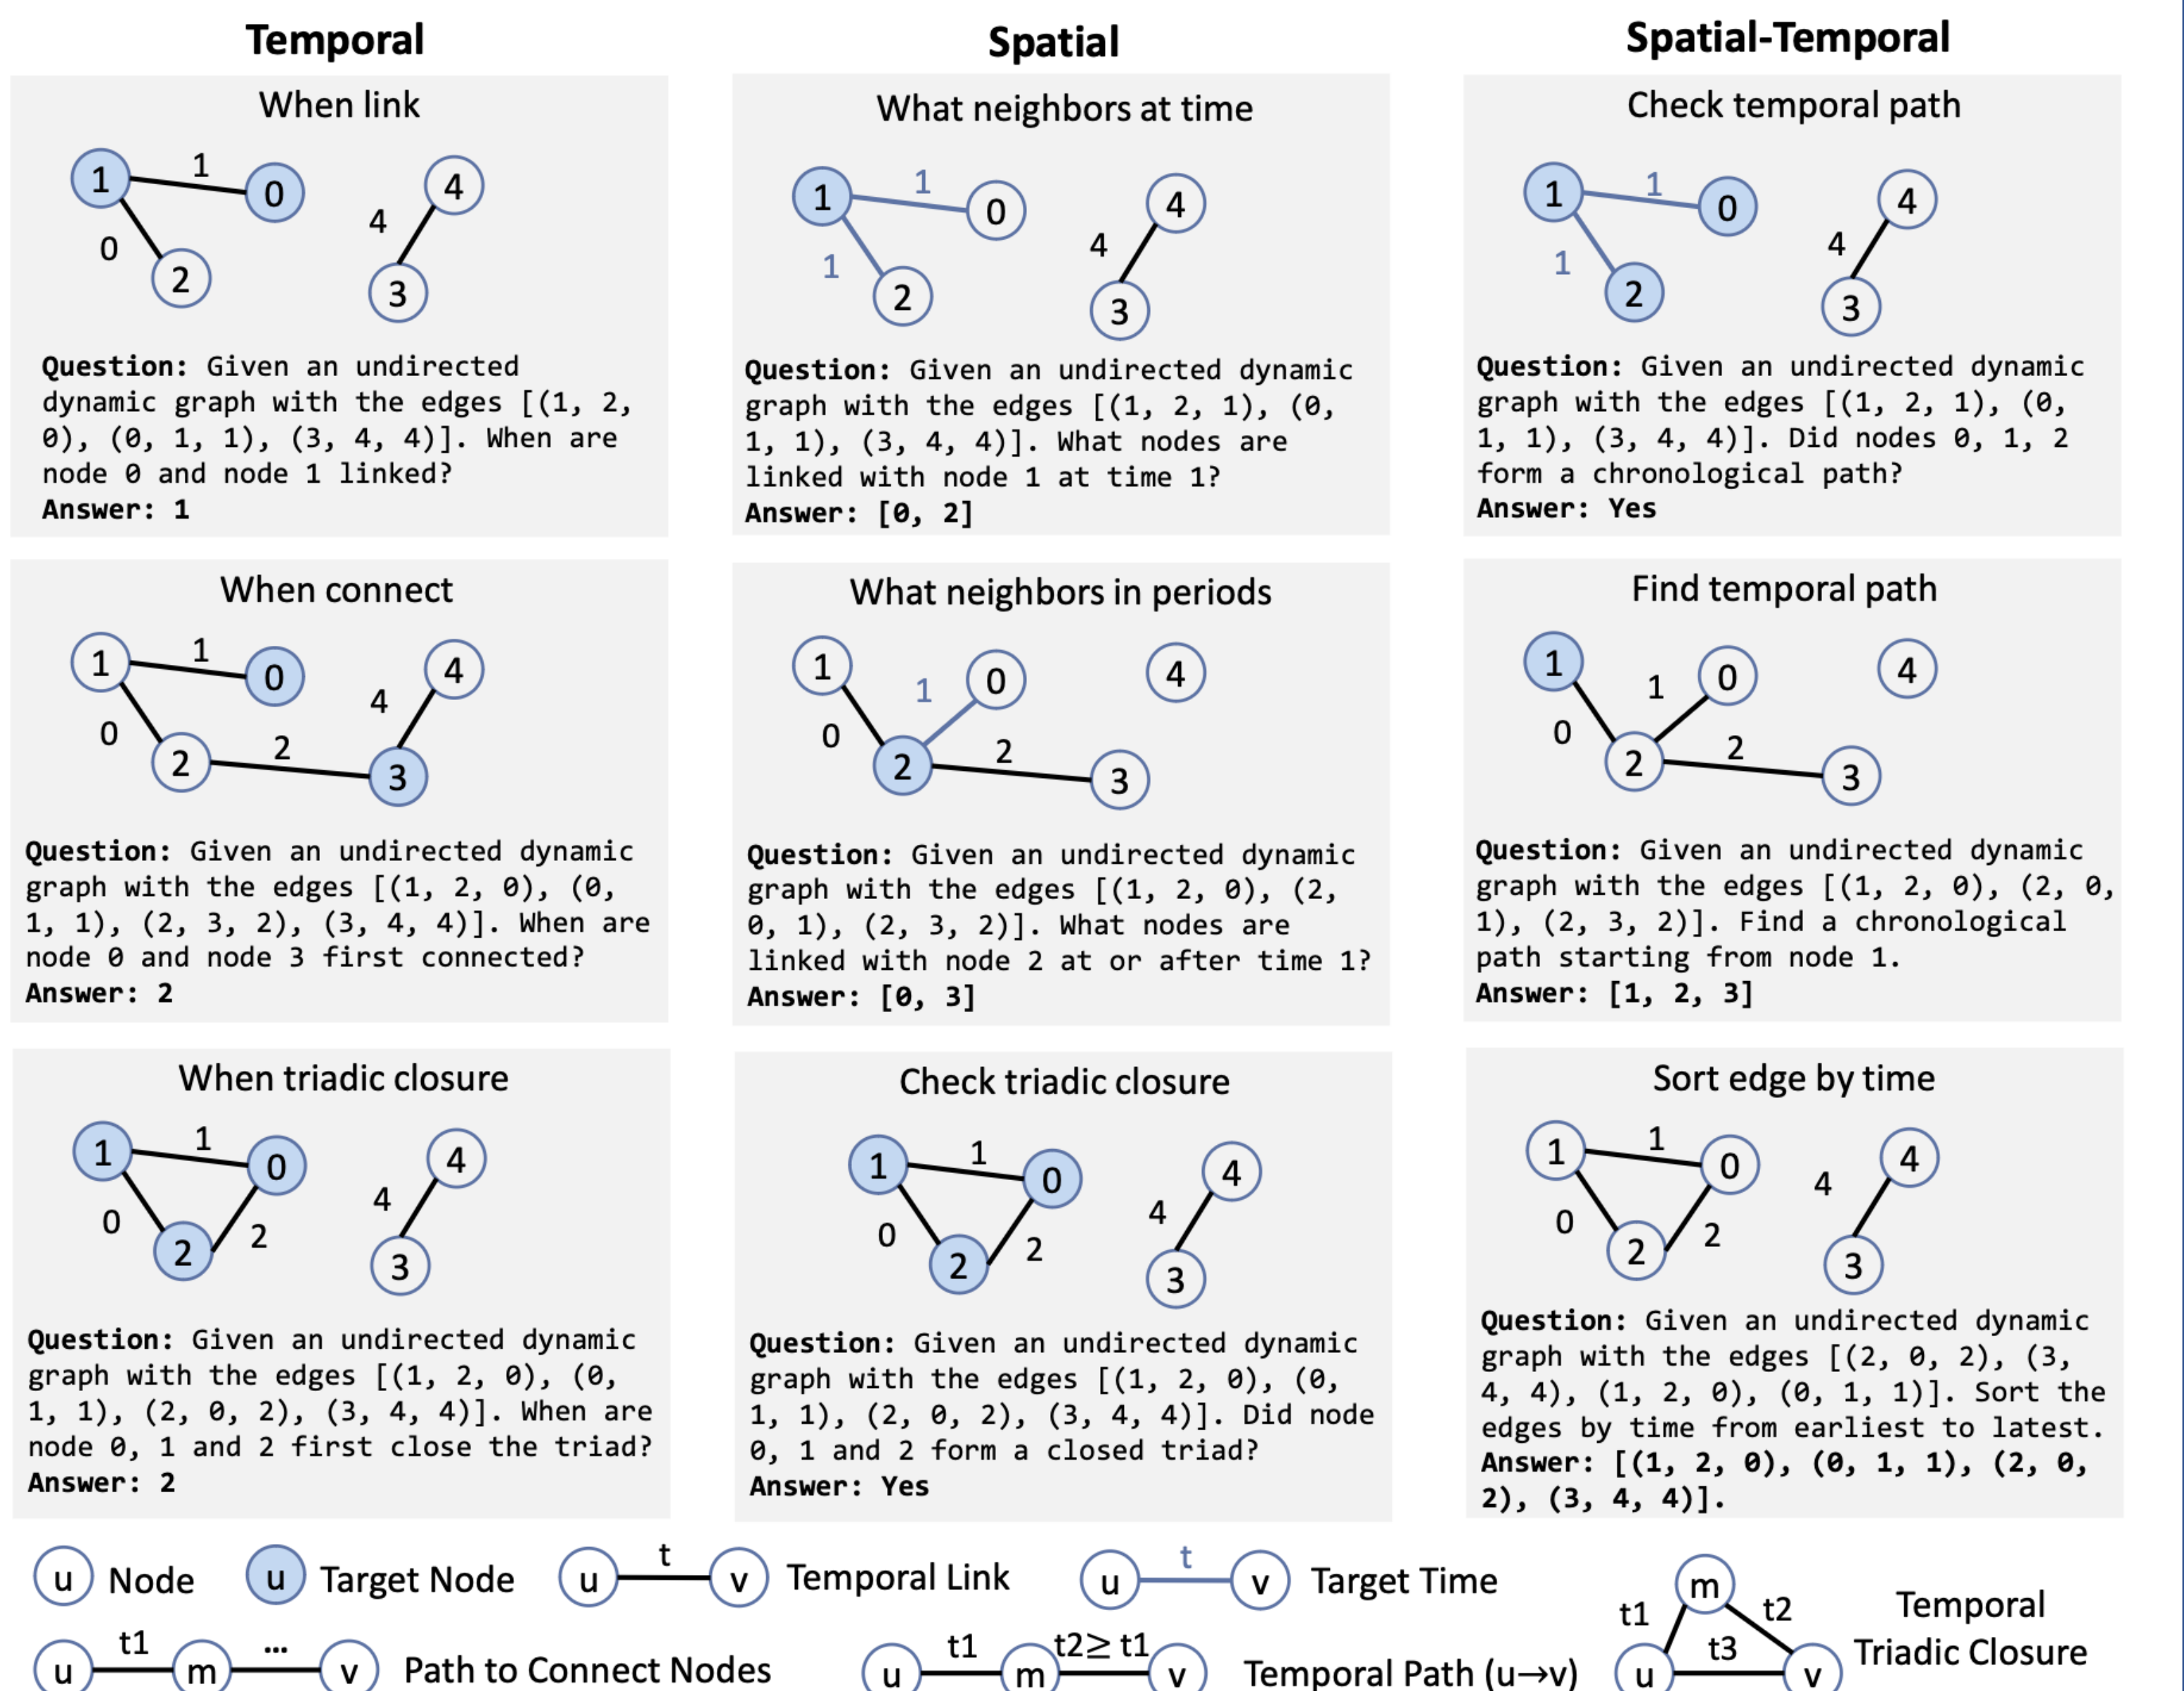 Temporal
Spatial
Spatial-Temporal
When link
1
1
0
0
2
4
4
3
Question: Given an undirected
dynamic graph with the edges [(1, 2,
0), (0, 1, 1), (3, 4, 4)]. When are
node 0 and node 1 linked?
Answer: 1
What neighbors at time
1
1
0
1
2
4
4
3
Question: Given an undirected dynamic
graph with the edges [(1, 2, 1), (0,
1, 1), (3, 4, 4)]. What nodes are
linked with node 1 at time 1?
Answer: [0, 2]
Check temporal path
1
1
0
1
2
4
4
3
Question: Given an undirected dynamic
graph with the edges [(1, 2, 1), (0,
1, 1), (3, 4, 4)]. Did nodes 0, 1, 2
form a chronological path?
Answer: Yes
When connect
1
1
0
0
2
2
4
4
3
Question: Given an undirected dynamic
graph with the edges [(1, 2, 0), (0,
1, 1), (2, 3, 2), (3, 4, 4)]. When are
node 0 and node 3 first connected?
Answer: 2
What neighbors in periods
1
0
1
0
2
2
4
3
Question: Given an undirected dynamic
graph with the edges [(1, 2, 0), (2,
0, 1), (2, 3, 2)]. What nodes are
linked with node 2 at or after time 1?
Answer: [0, 3]
Find temporal path
1
0
1
0
2
2
4
3
Question: Given an undirected dynamic
graph with the edges [(1, 2, 0), (2, 0,
1), (2, 3, 2)]. Find a chronological
path starting from node 1.
Answer: [1, 2, 3]
When triadic closure
1
1
0
0
2
2
4
4
3
Question: Given an undirected dynamic
graph with the edges [(1, 2, 0), (0,
1, 1), (2, 0, 2), (3, 4, 4)]. When are
node 0, 1 and 2 first close the triad?
Answer: 2
Check triadic closure
1
1
0
0
2
2
4
4
3
Question: Given an undirected dynamic
graph with the edges [(1, 2, 0), (0,
1, 1), (2, 0, 2), (3, 4, 4)]. Did node
0, 1 and 2 form a closed triad?
Answer: Yes
Sort edge by time
1
1
0
0
2
2
4
4
3
Question: Given an undirected dynamic
graph with the edges [(2, 0, 2), (3,
4, 4), (1, 2, 0), (0, 1, 1)]. Sort the
edges by time from earliest to latest.
Answer: [(1, 2, 0), (0, 1, 1), (2, 0,
2), (3, 4, 4)].
u Node
u Target Node
u t v Temporal Link
u t v Target Time
u t1 m ... v Path to Connect Nodes
u t1 m t2≥ t1 v Temporal Path (u→v)
m
t1 t2
u t3 v
Temporal
Triadic Closure